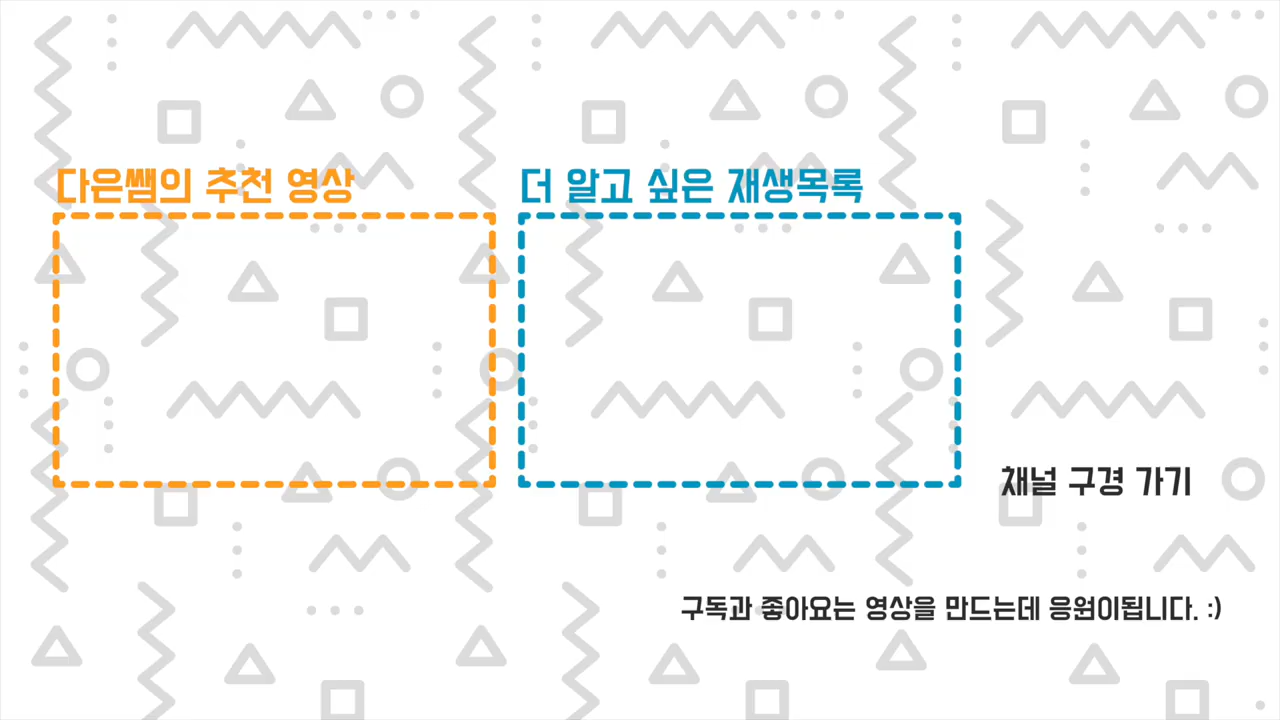 다은쌤의 추천 영상
더 알고 싶은 재생목록
채널 구경 가기
구독과 좋아요는 영상을 만드는데 응원이됩니다. :)